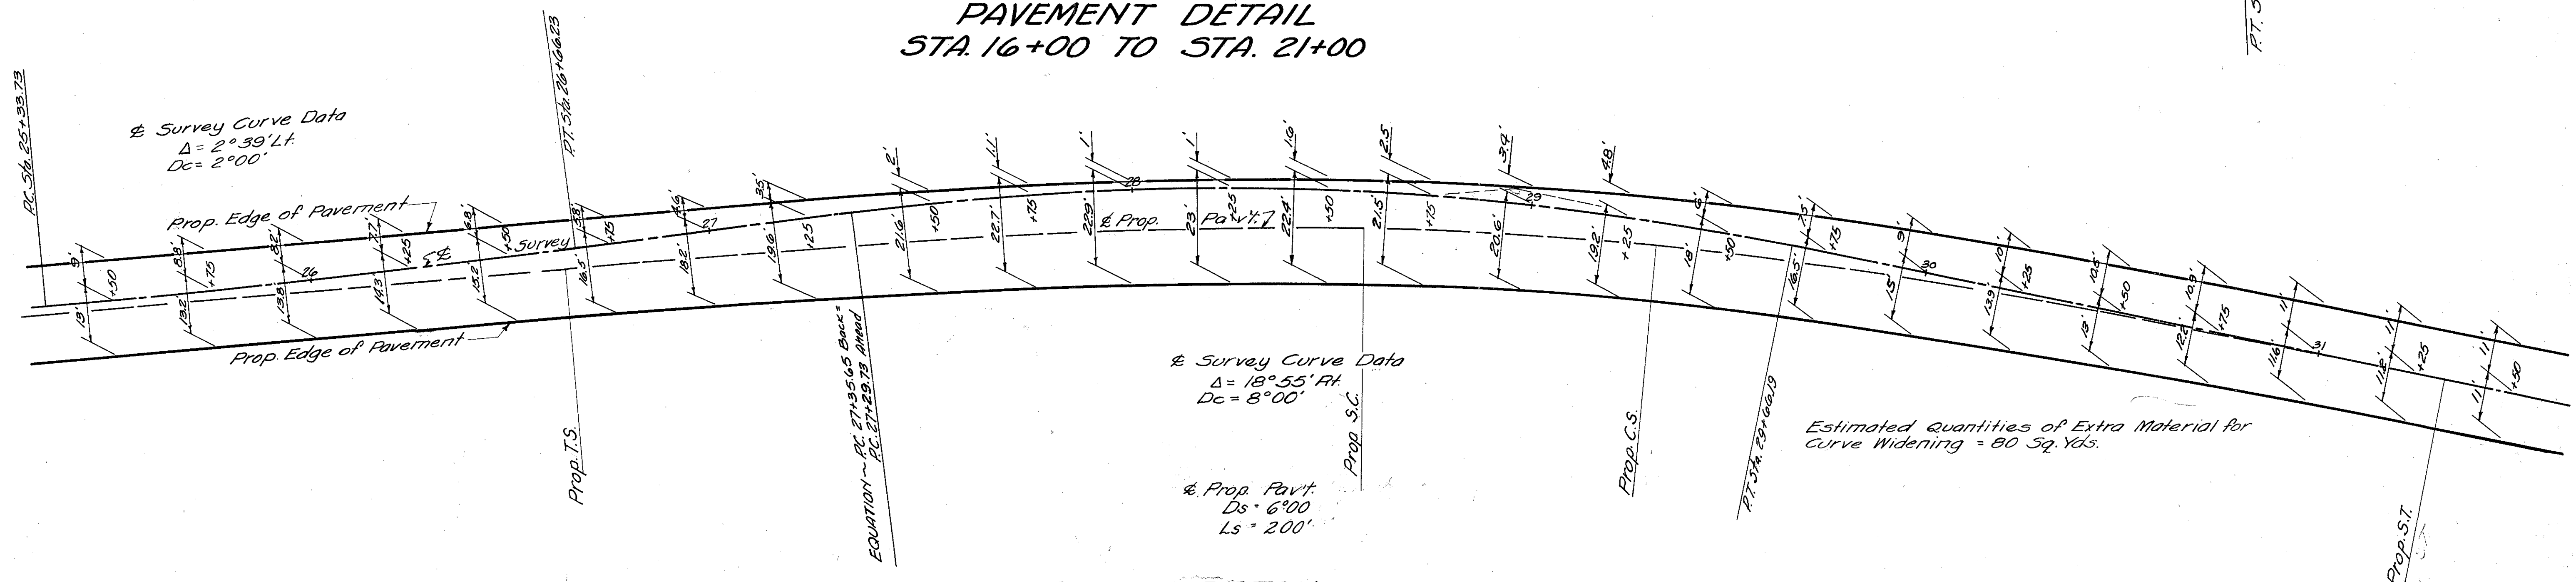 PAVEMENT DETAIL
STA. 16+00 TO STA. 21+00
P.T. S
P.C. Sta. 25+33.73
P.T. Sta. 26+66.23
℄ Survey Curve Data
Δ = 2°39' Lt.
Dc = 2°00'
Prop. Edge of Pavement
℄ Survey
Prop. Edge of Pavement
9' 13' +50
8.8' 13.2' +75
8.2' 13.8' 26
7.7' 14.3' +25
6.8' 15.2' +50
5.8' 16.5' +75
4.6' 18.2' 27
3.5' 19.6' +25
2' 21.6' +50
1.1' 22.7' +75
1' 22.9' 28
1' 23' +25
1.6' 22.4' +50
2.5 21.5' +75
3.4' 20.6' 29
4.8' 19.2' +25
6' 18' +50
7.5' 16.5' +75
9' 15' 30
10' 13.9' +25
10.5' 13' +50
10.9' 12.2' +75
11' 11.6' 31
11' 11.2' +25
11' 11' +50
℄ Prop. Pav't.
Prop. T.S.
EQUATION ~ P.C. 27+35.65 Back =
P.C. 27+29.73 Ahead
℄ Survey Curve Data
Δ = 18°55' Rt.
Dc = 8°00'
Prop S.C.
℄ Prop. Pav't.
Ds = 6°00
Ls = 200'
Prop. C.S.
P.T. Sta. 29+66.19
Estimated Quantities of Extra Material for
Curve Widening = 80 Sq. Yds.
Prop. S.T.